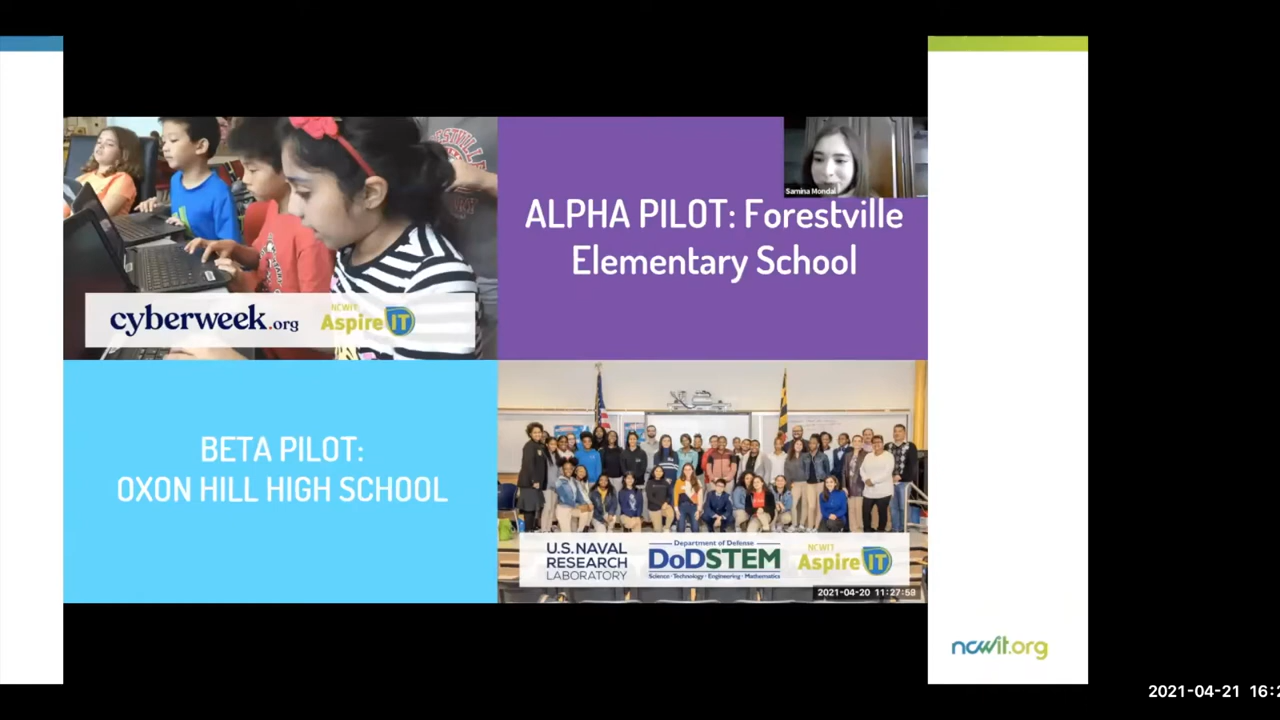 Samina Mondal
ALPHA PILOT: Forestville
Elementary School
cyberweek.org
NCWIT
AspireIT
BETA PILOT:
OXON HILL HIGH SCHOOL
U.S. NAVAL
RESEARCH
LABORATORY
Department of Defense
DoDSTEM
Science · Technology · Engineering · Mathematics
NCWIT
AspireIT
2021-04-20 11:27:59
ncwit.org
2021-04-21 16:2